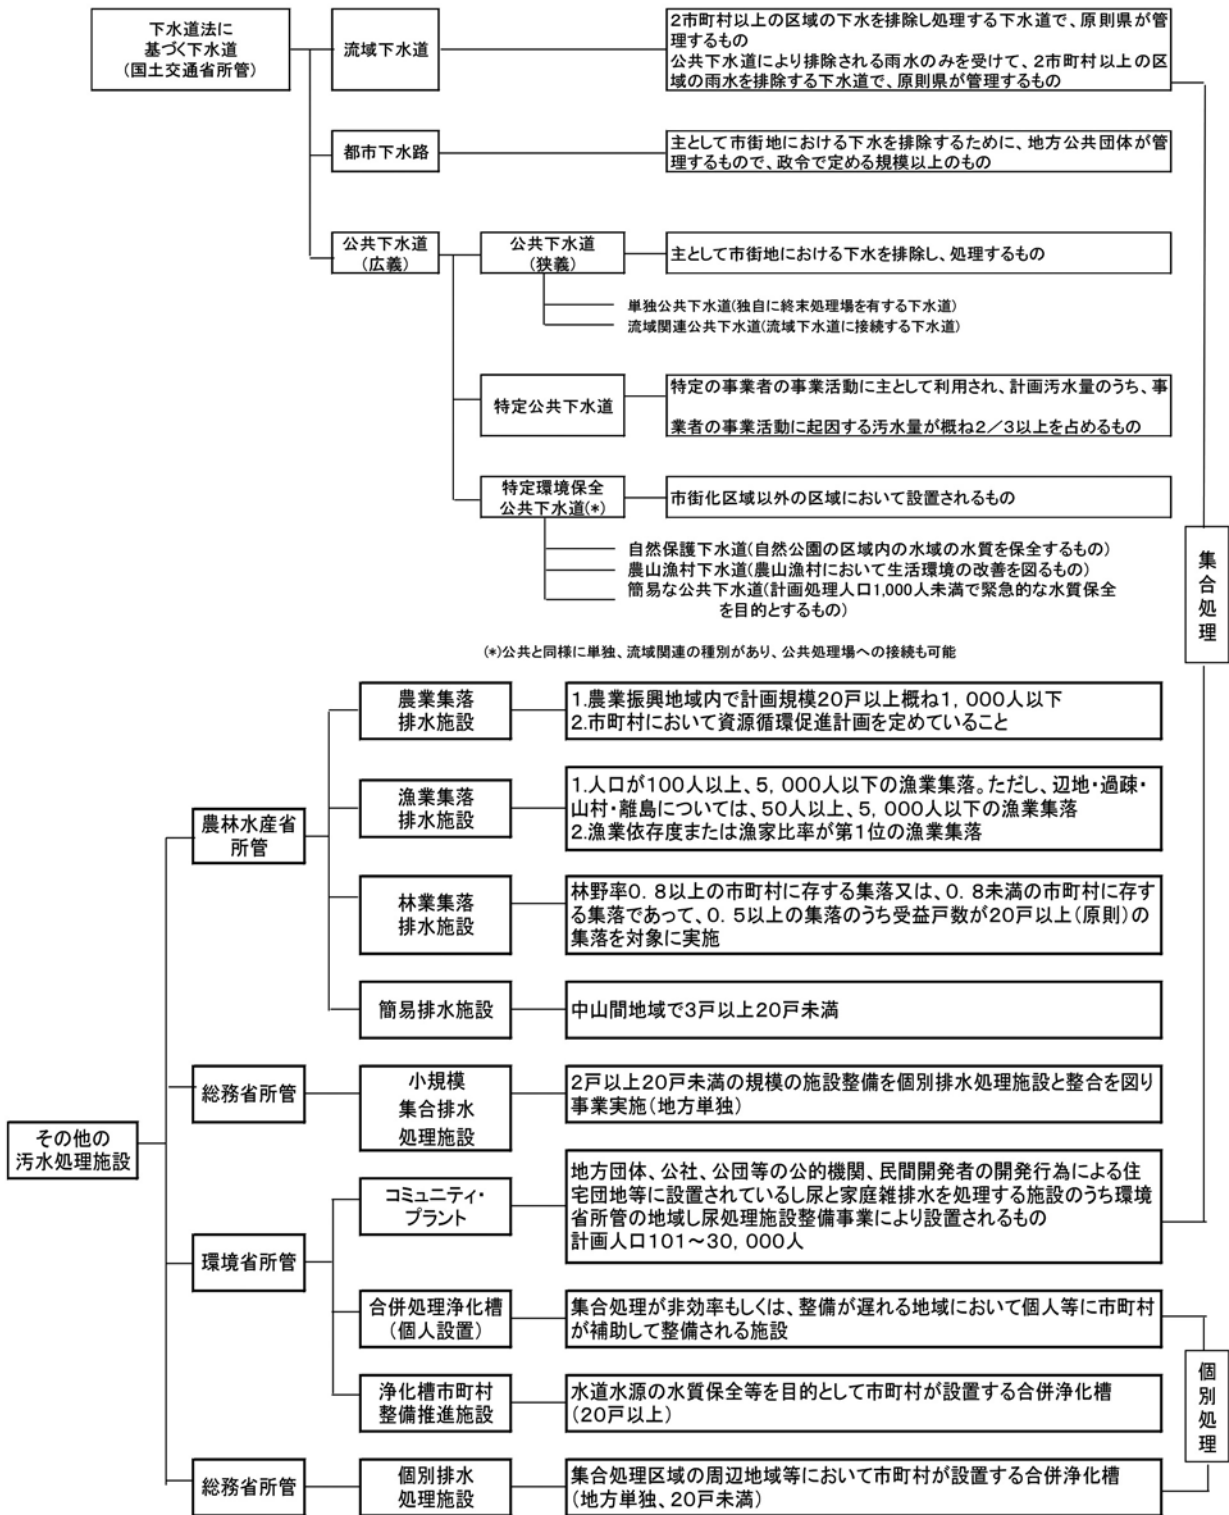 下水道法に
基づく下水道
(国土交通省所管)
流域下水道
2市町村以上の区域の下水を排除し処理する下水道で、原則県が管
理するもの
公共下水道により排除される雨水のみを受けて、2市町村以上の区
域の雨水を排除する下水道で、原則県が管理するもの
都市下水路
主として市街地における下水を排除するために、地方公共団体が管
理するもので、政令で定める規模以上のもの
公共下水道
(広義)
公共下水道
(狭義)
主として市街地における下水を排除し、処理するもの
単独公共下水道(独自に終末処理場を有する下水道)
流域関連公共下水道(流域下水道に接続する下水道)
特定公共下水道
特定の事業者の事業活動に主として利用され、計画汚水量のうち、事
業者の事業活動に起因する汚水量が概ね2／3以上を占めるもの
特定環境保全
公共下水道(*)
市街化区域以外の区域において設置されるもの
自然保護下水道(自然公園の区域内の水域の水質を保全するもの)
農山漁村下水道(農山漁村において生活環境の改善を図るもの)
簡易な公共下水道(計画処理人口1,000人未満で緊急的な水質保全
を目的とするもの)
(*)公共と同様に単独、流域関連の種別があり、公共処理場への接続も可能
集合処理
その他の
汚水処理施設
農林水産省
所管
農業集落
排水施設
1.農業振興地域内で計画規模20戸以上概ね1，000人以下
2.市町村において資源循環促進計画を定めていること
漁業集落
排水施設
1.人口が100人以上、5，000人以下の漁業集落。ただし、辺地・過疎・
山村・離島については、50人以上、5，000人以下の漁業集落
2.漁業依存度または漁家比率が第1位の漁業集落
林業集落
排水施設
林野率0．8以上の市町村に存する集落又は、0．8未満の市町村に存す
る集落であって、0．5以上の集落のうち受益戸数が20戸以上(原則)の
集落を対象に実施
簡易排水施設
中山間地域で3戸以上20戸未満
総務省所管
小規模
集合排水
処理施設
2戸以上20戸未満の規模の施設整備を個別排水処理施設と整合を図り
事業実施(地方単独)
環境省所管
コミュニティ・
プラント
地方団体、公社、公団等の公的機関、民間開発者の開発行為による住
宅団地等に設置されているし尿と家庭雑排水を処理する施設のうち環境
省所管の地域し尿処理施設整備事業により設置されるもの
計画人口101～30，000人
合併処理浄化槽
(個人設置)
集合処理が非効率もしくは、整備が遅れる地域において個人等に市町村
が補助して整備される施設
浄化槽市町村
整備推進施設
水道水源の水質保全等を目的として市町村が設置する合併浄化槽
(20戸以上)
個別処理
総務省所管
個別排水
処理施設
集合処理区域の周辺地域等において市町村が設置する合併浄化槽
(地方単独、20戸未満)